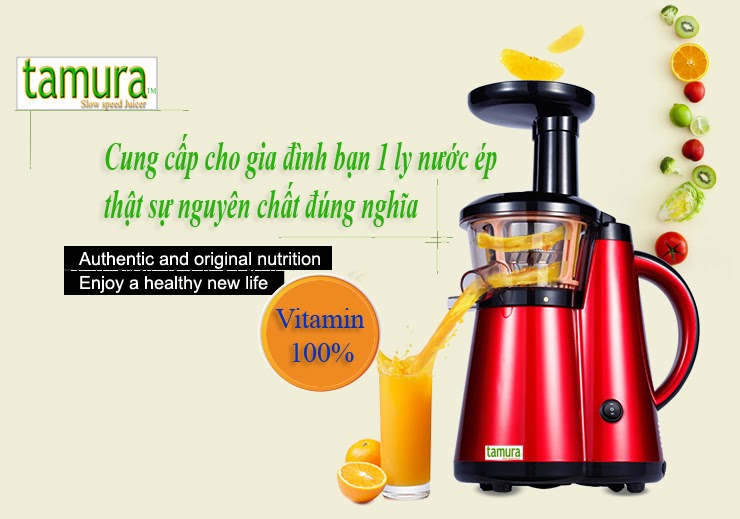 tamura TM
Slow speed Juicer
Cung cấp cho gia đình bạn 1 ly nước ép
thật sự nguyên chất đúng nghĩa
Authentic and original nutrition
Enjoy a healthy new life
Vitamin
100%
tamura